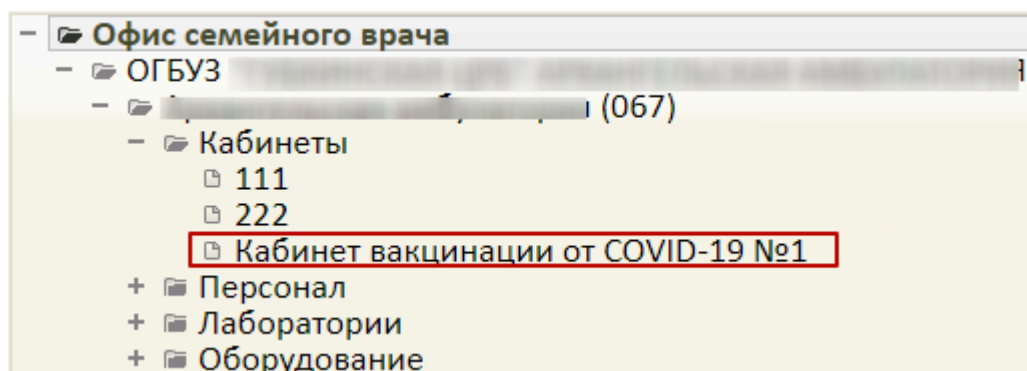 Офис семейного врача
ОГБУЗ
(067)
Кабинеты
111
222
Кабинет вакцинации от COVID-19 №1
Персонал
Лаборатории
Оборудование